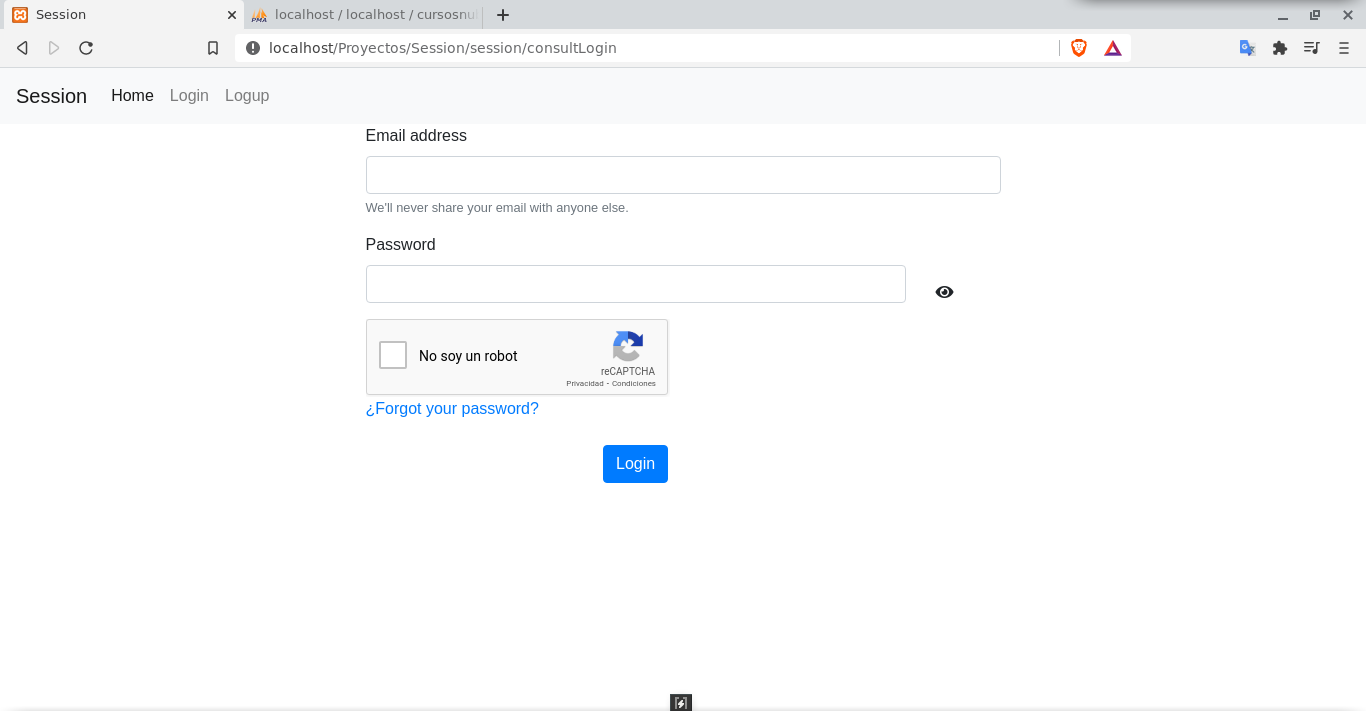 Session
localhost / localhost / cursosnu
localhost/Proyectos/Session/session/consultLogin
Session Home Login Logup
Email address
We'll never share your email with anyone else.
Password
No soy un robot
reCAPTCHA
Privacidad - Condiciones
¿Forgot your password?
Login